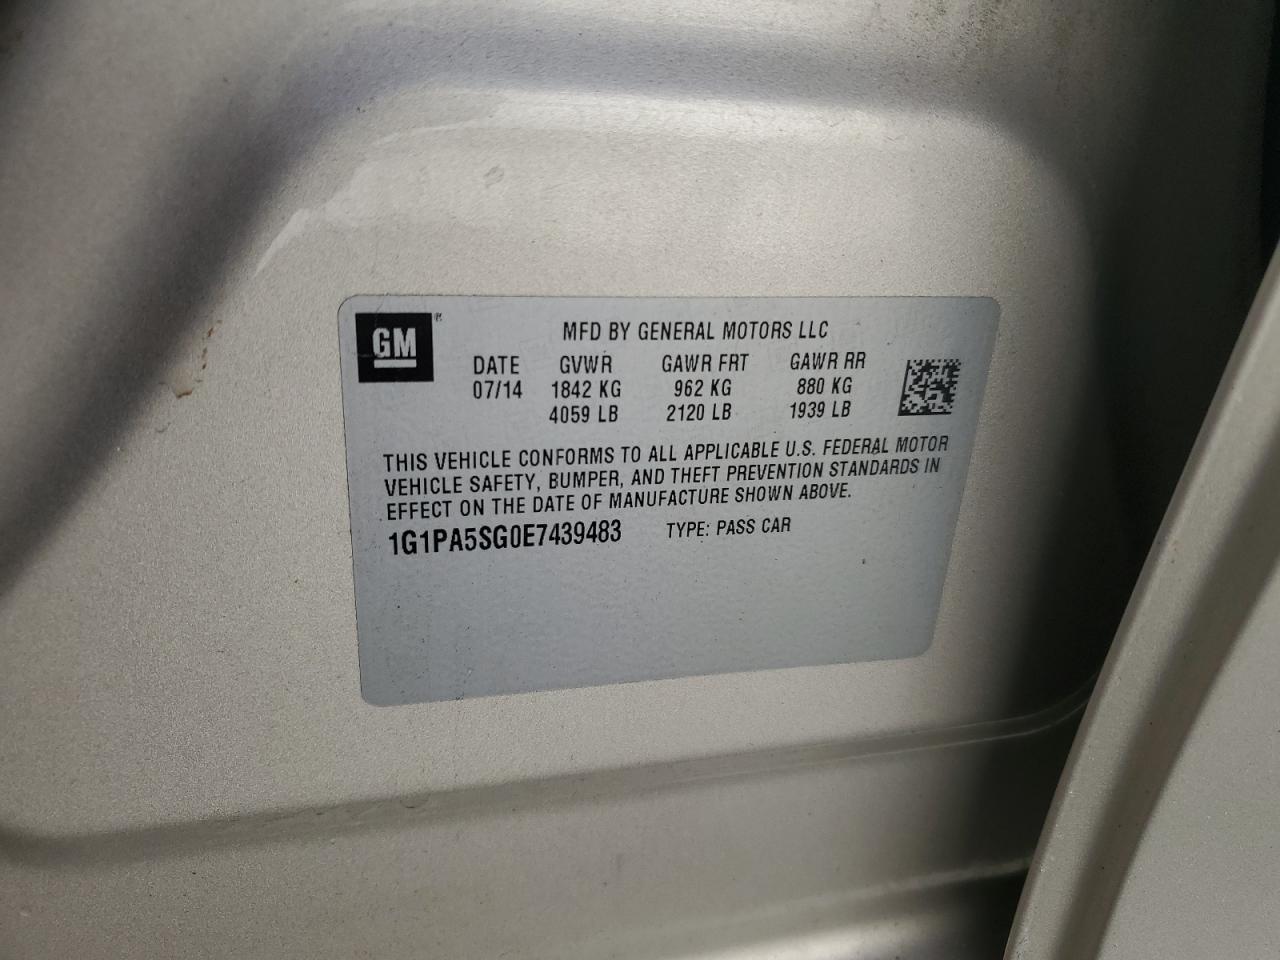 GM®
MFD BY GENERAL MOTORS LLC
DATE GVWR GAWR FRT GAWR RR
07/14 1842 KG 962 KG 880 KG
4059 LB 2120 LB 1939 LB
THIS VEHICLE CONFORMS TO ALL APPLICABLE U.S. FEDERAL MOTOR
VEHICLE SAFETY, BUMPER, AND THEFT PREVENTION STANDARDS IN
EFFECT ON THE DATE OF MANUFACTURE SHOWN ABOVE.
1G1PA5SG0E7439483 TYPE: PASS CAR